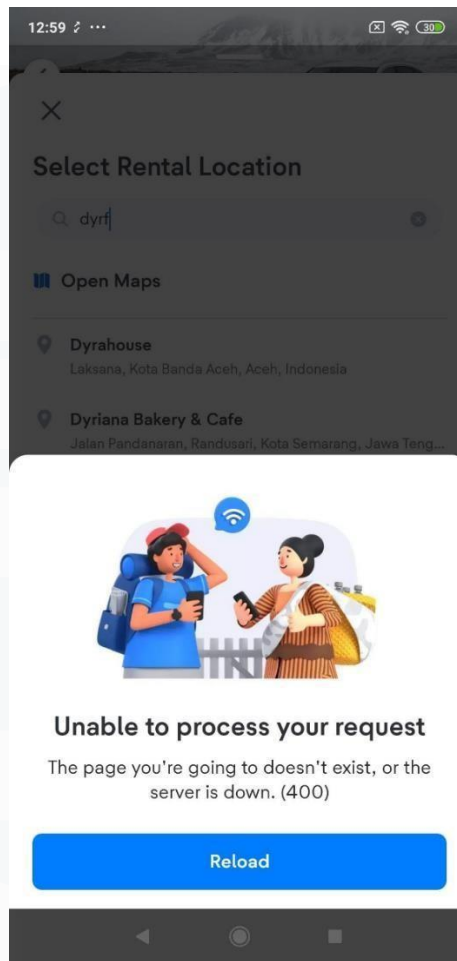 12:59 ...
30
Select Rental Location
dyrf
Open Maps
Dyrahouse
Laksana, Kota Banda Aceh, Aceh, Indonesia
Dyriana Bakery & Cafe
Jalan Pandanaran, Randusari, Kota Semarang, Jawa Teng...
Unable to process your request
The page you're going to doesn't exist, or the
server is down. (400)
Reload